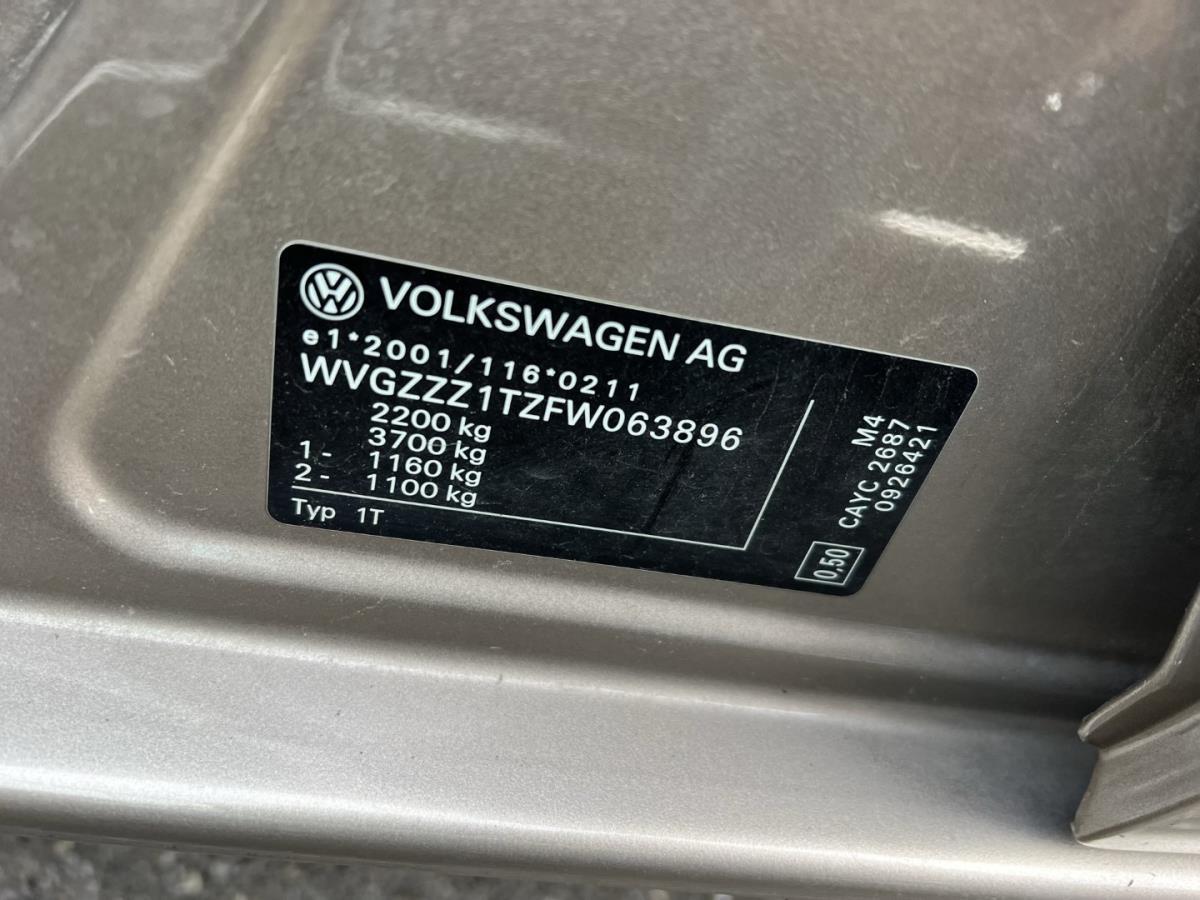 VOLKSWAGEN AG
e1*2001/116*0211
WVGZZZ1TZFW063896
2200 kg
3700 kg
1- 1160 kg
2- 1100 kg
Typ 1T
M4
CAYC 2687
0926421
0,50